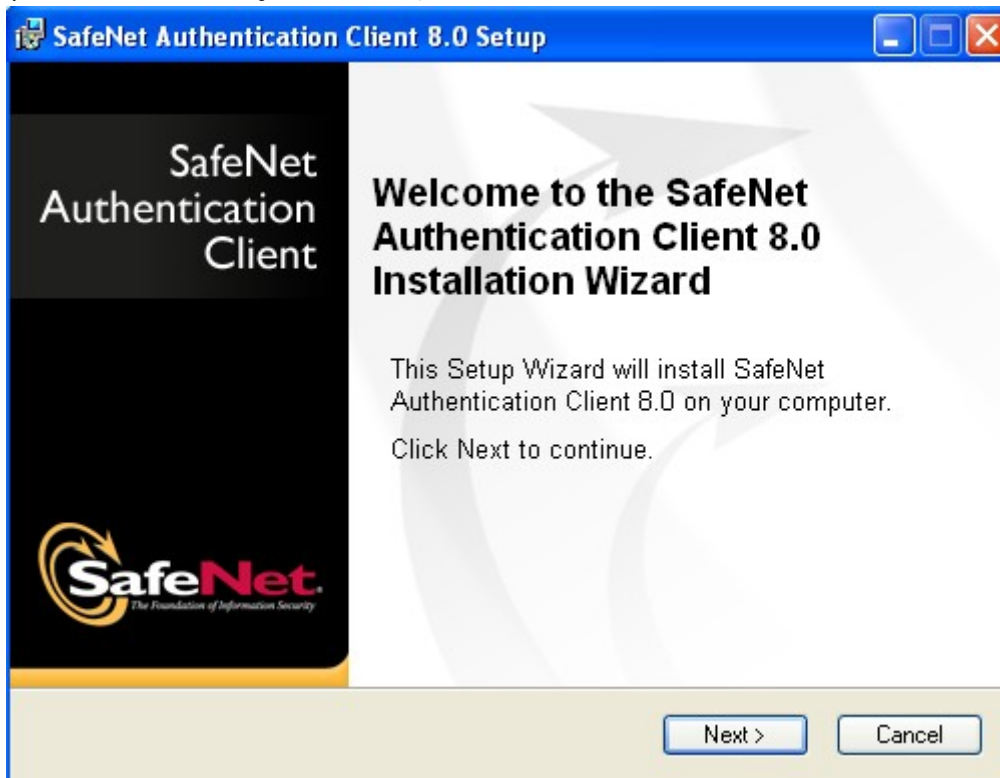 SafeNet Authentication Client 8.0 Setup
SafeNet
Authentication
Client
Welcome to the SafeNet
Authentication Client 8.0
Installation Wizard
This Setup Wizard will install SafeNet
Authentication Client 8.0 on your computer.
Click Next to continue.
SafeNet.
The Foundation of Information Security
Next >
Cancel